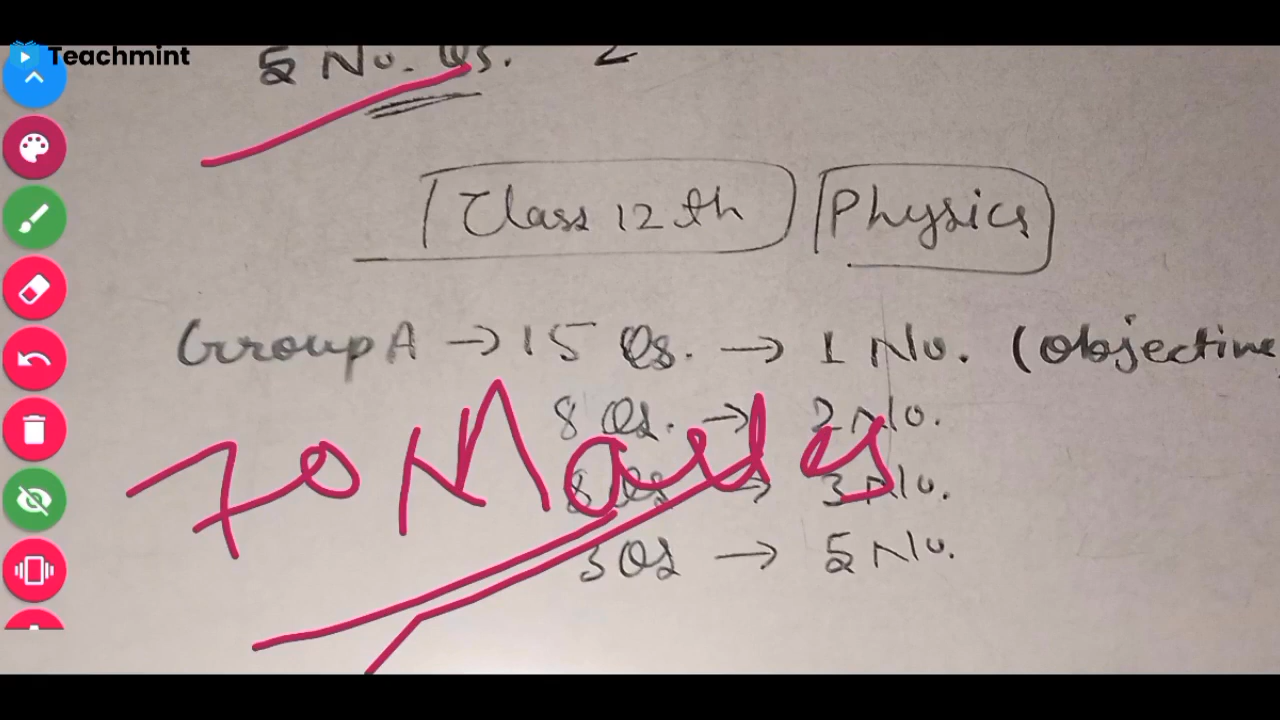 Teachmint
5 No. Qs.
Class 12th Physics
Group A → 15 Qs. → 1 No. (Objective
8 Qs. → 2 No.
8 Qs → 3 No.
3 Qs → 5 No.
70 Marks